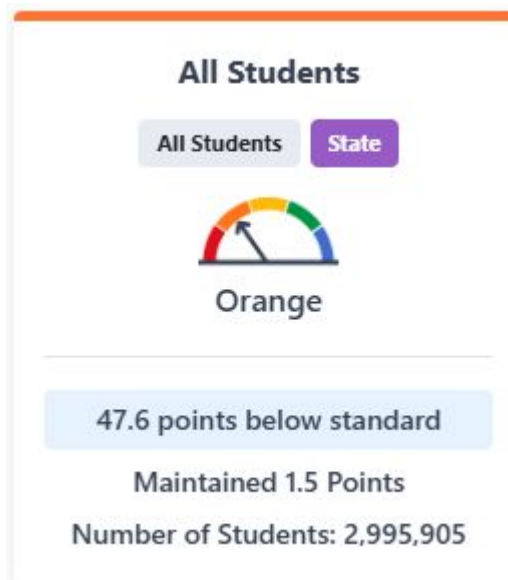 All Students
All Students State
Orange
47.6 points below standard
Maintained 1.5 Points
Number of Students: 2,995,905